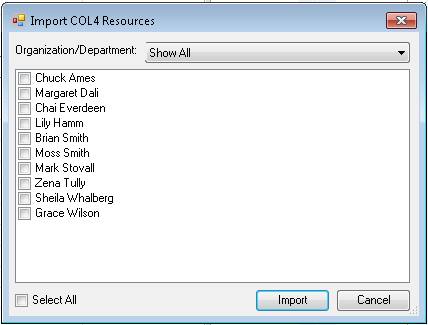 Import COL4 Resources
Organization/Department: Show All
Chuck Ames
Margaret Dali
Chai Everdeen
Lily Hamm
Brian Smith
Moss Smith
Mark Stovall
Zena Tully
Sheila Whalberg
Grace Wilson
Select All Import Cancel